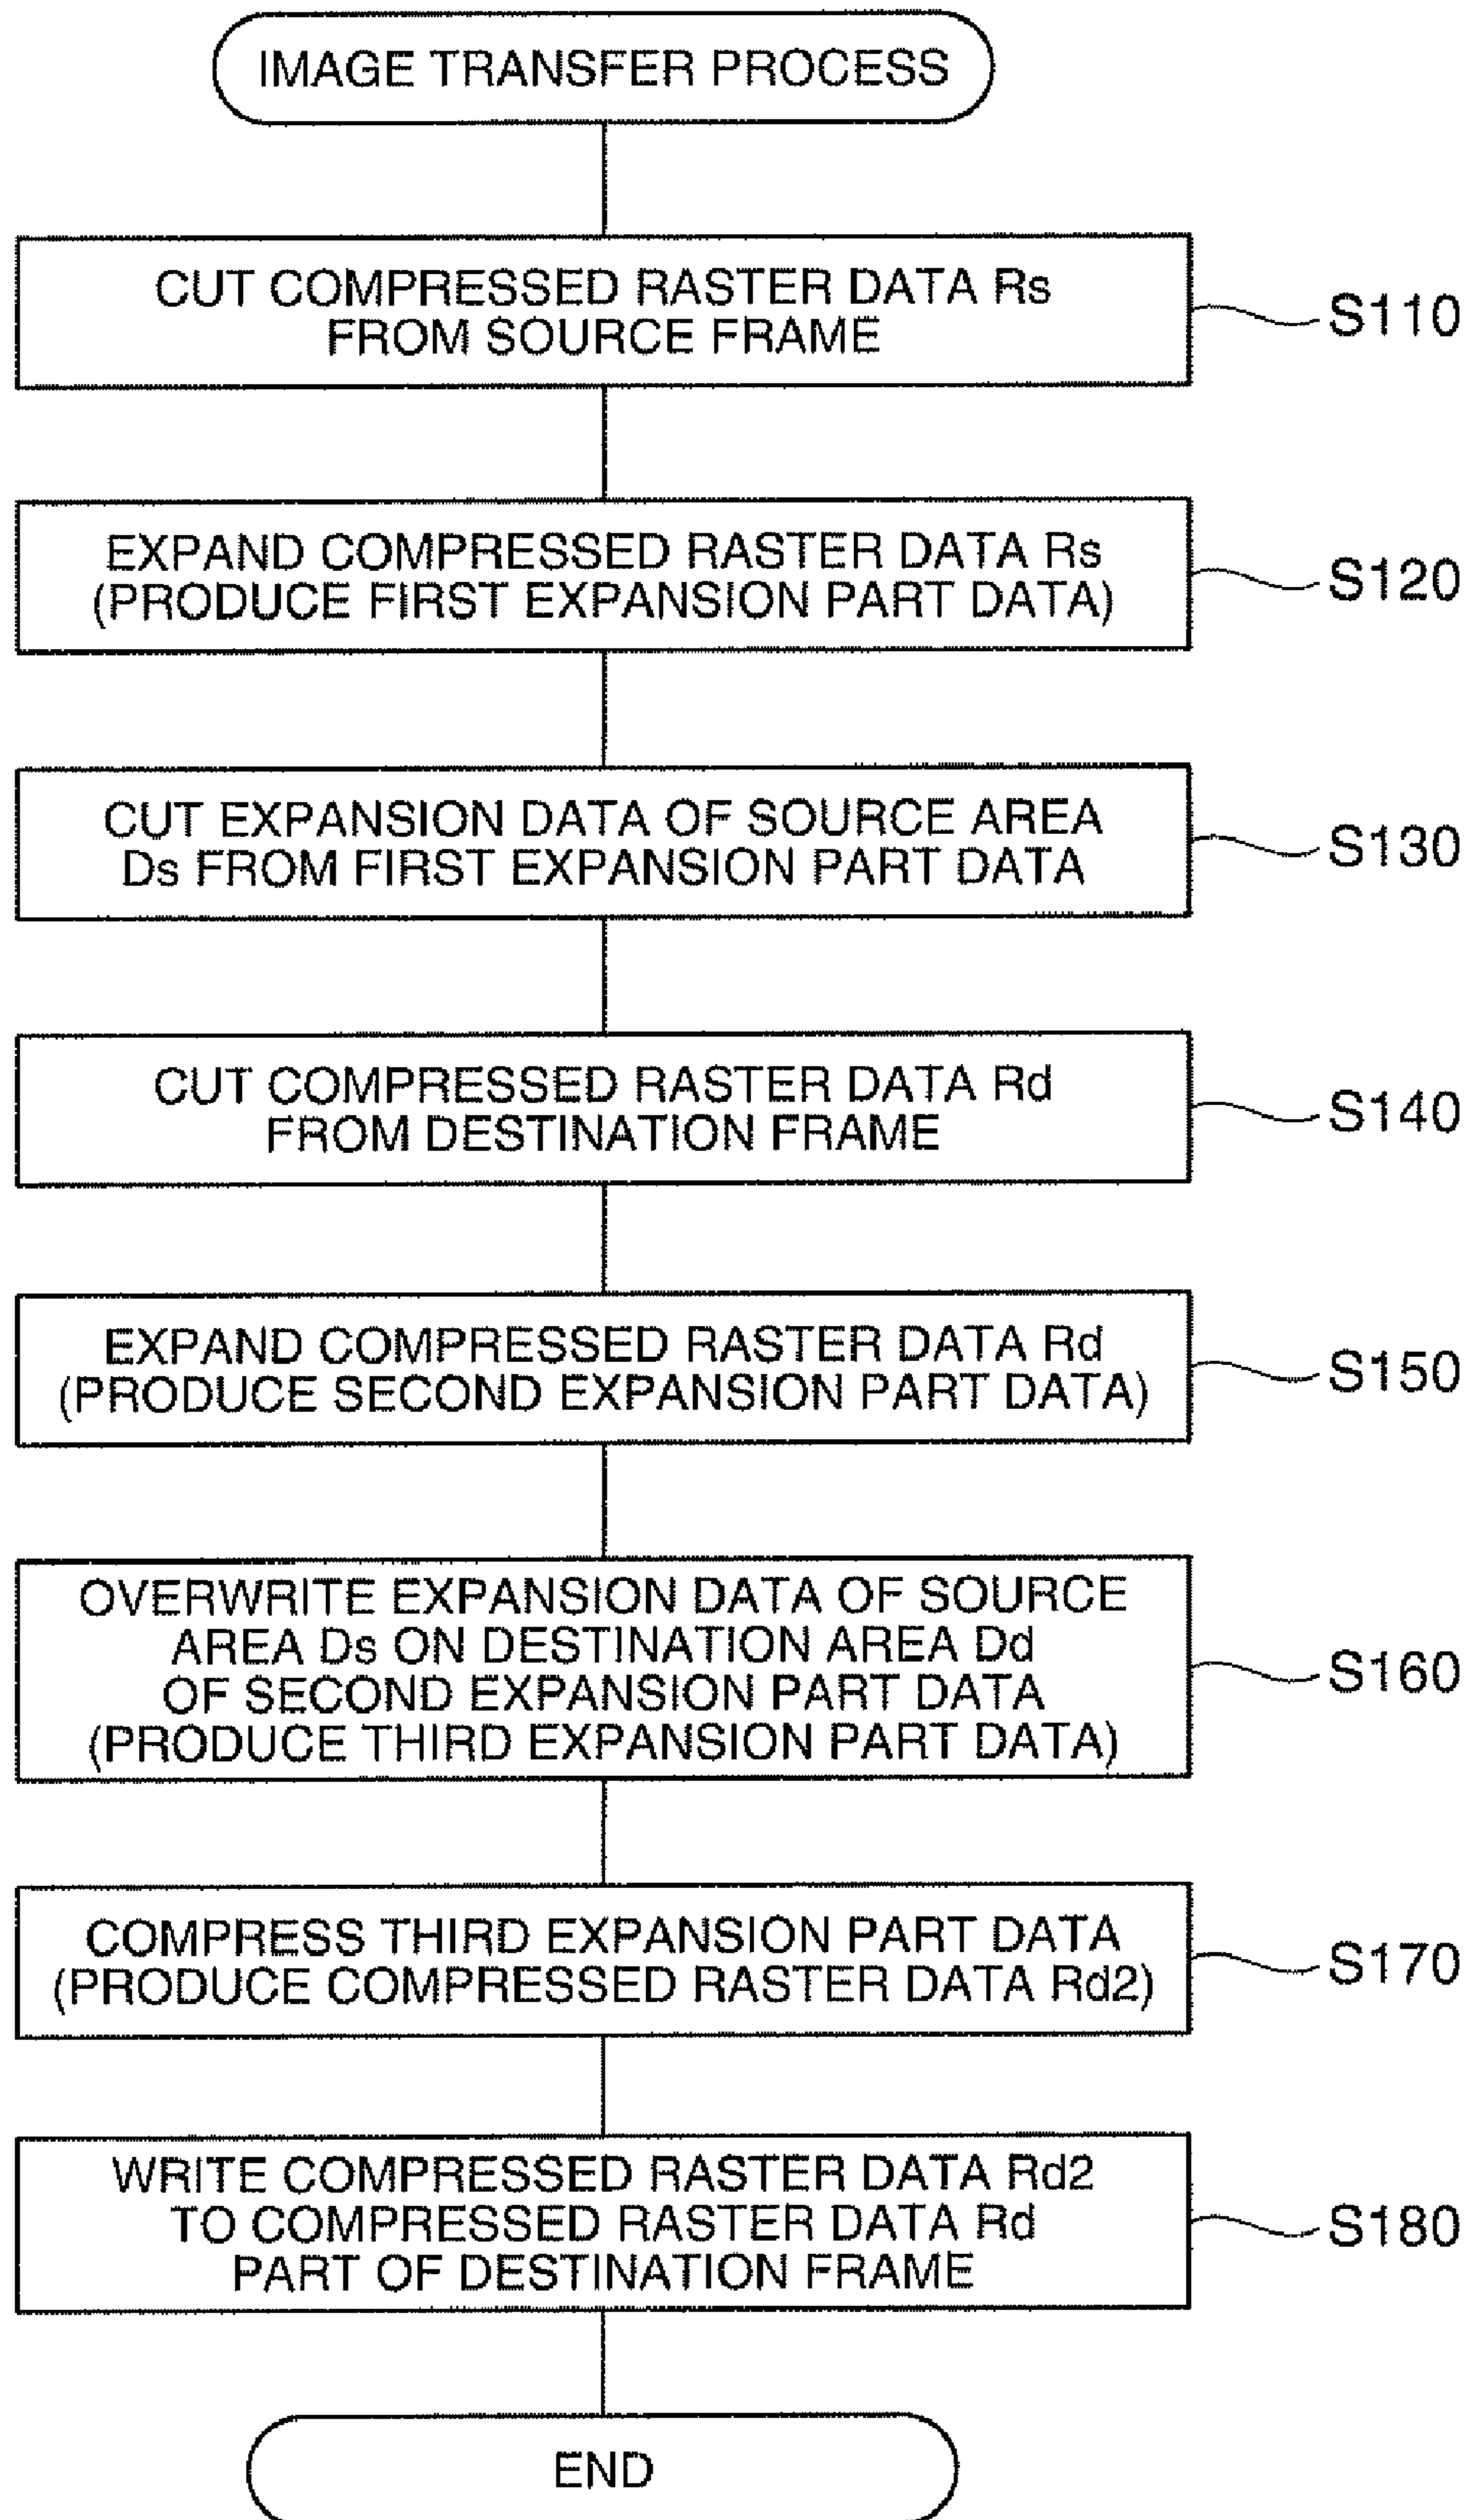 IMAGE TRANSFER PROCESS
CUT COMPRESSED RASTER DATA Rs
FROM SOURCE FRAME
S110
EXPAND COMPRESSED RASTER DATA Rs
(PRODUCE FIRST EXPANSION PART DATA)
S120
CUT EXPANSION DATA OF SOURCE AREA
Ds FROM FIRST EXPANSION PART DATA
S130
CUT COMPRESSED RASTER DATA Rd
FROM DESTINATION FRAME
S140
EXPAND COMPRESSED RASTER DATA Rd
(PRODUCE SECOND EXPANSION PART DATA)
S150
OVERWRITE EXPANSION DATA OF SOURCE
AREA Ds ON DESTINATION AREA Dd
OF SECOND EXPANSION PART DATA
(PRODUCE THIRD EXPANSION PART DATA)
S160
COMPRESS THIRD EXPANSION PART DATA
(PRODUCE COMPRESSED RASTER DATA Rd2)
S170
WRITE COMPRESSED RASTER DATA Rd2
TO COMPRESSED RASTER DATA Rd
PART OF DESTINATION FRAME
S180
END